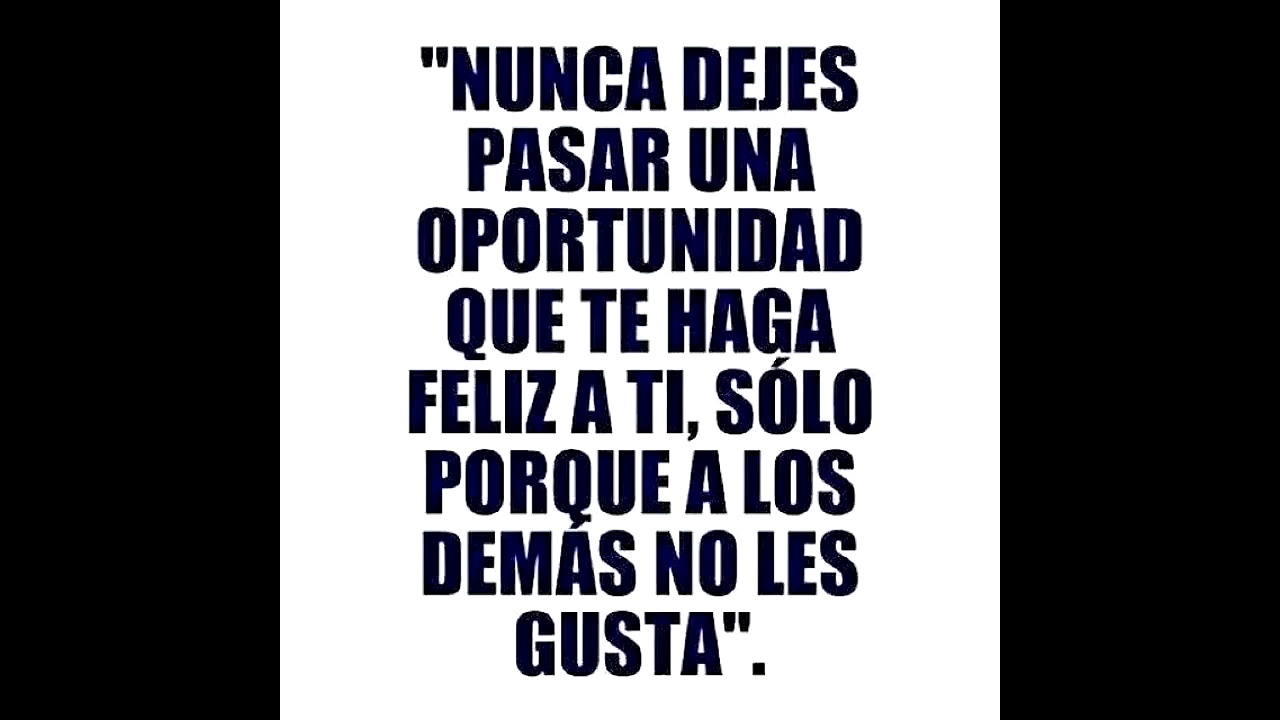 "NUNCA DEJES
PASAR UNA
OPORTUNIDAD
QUE TE HAGA
FELIZ A TI, SÓLO
PORQUE A LOS
DEMÁS NO LES
GUSTA".